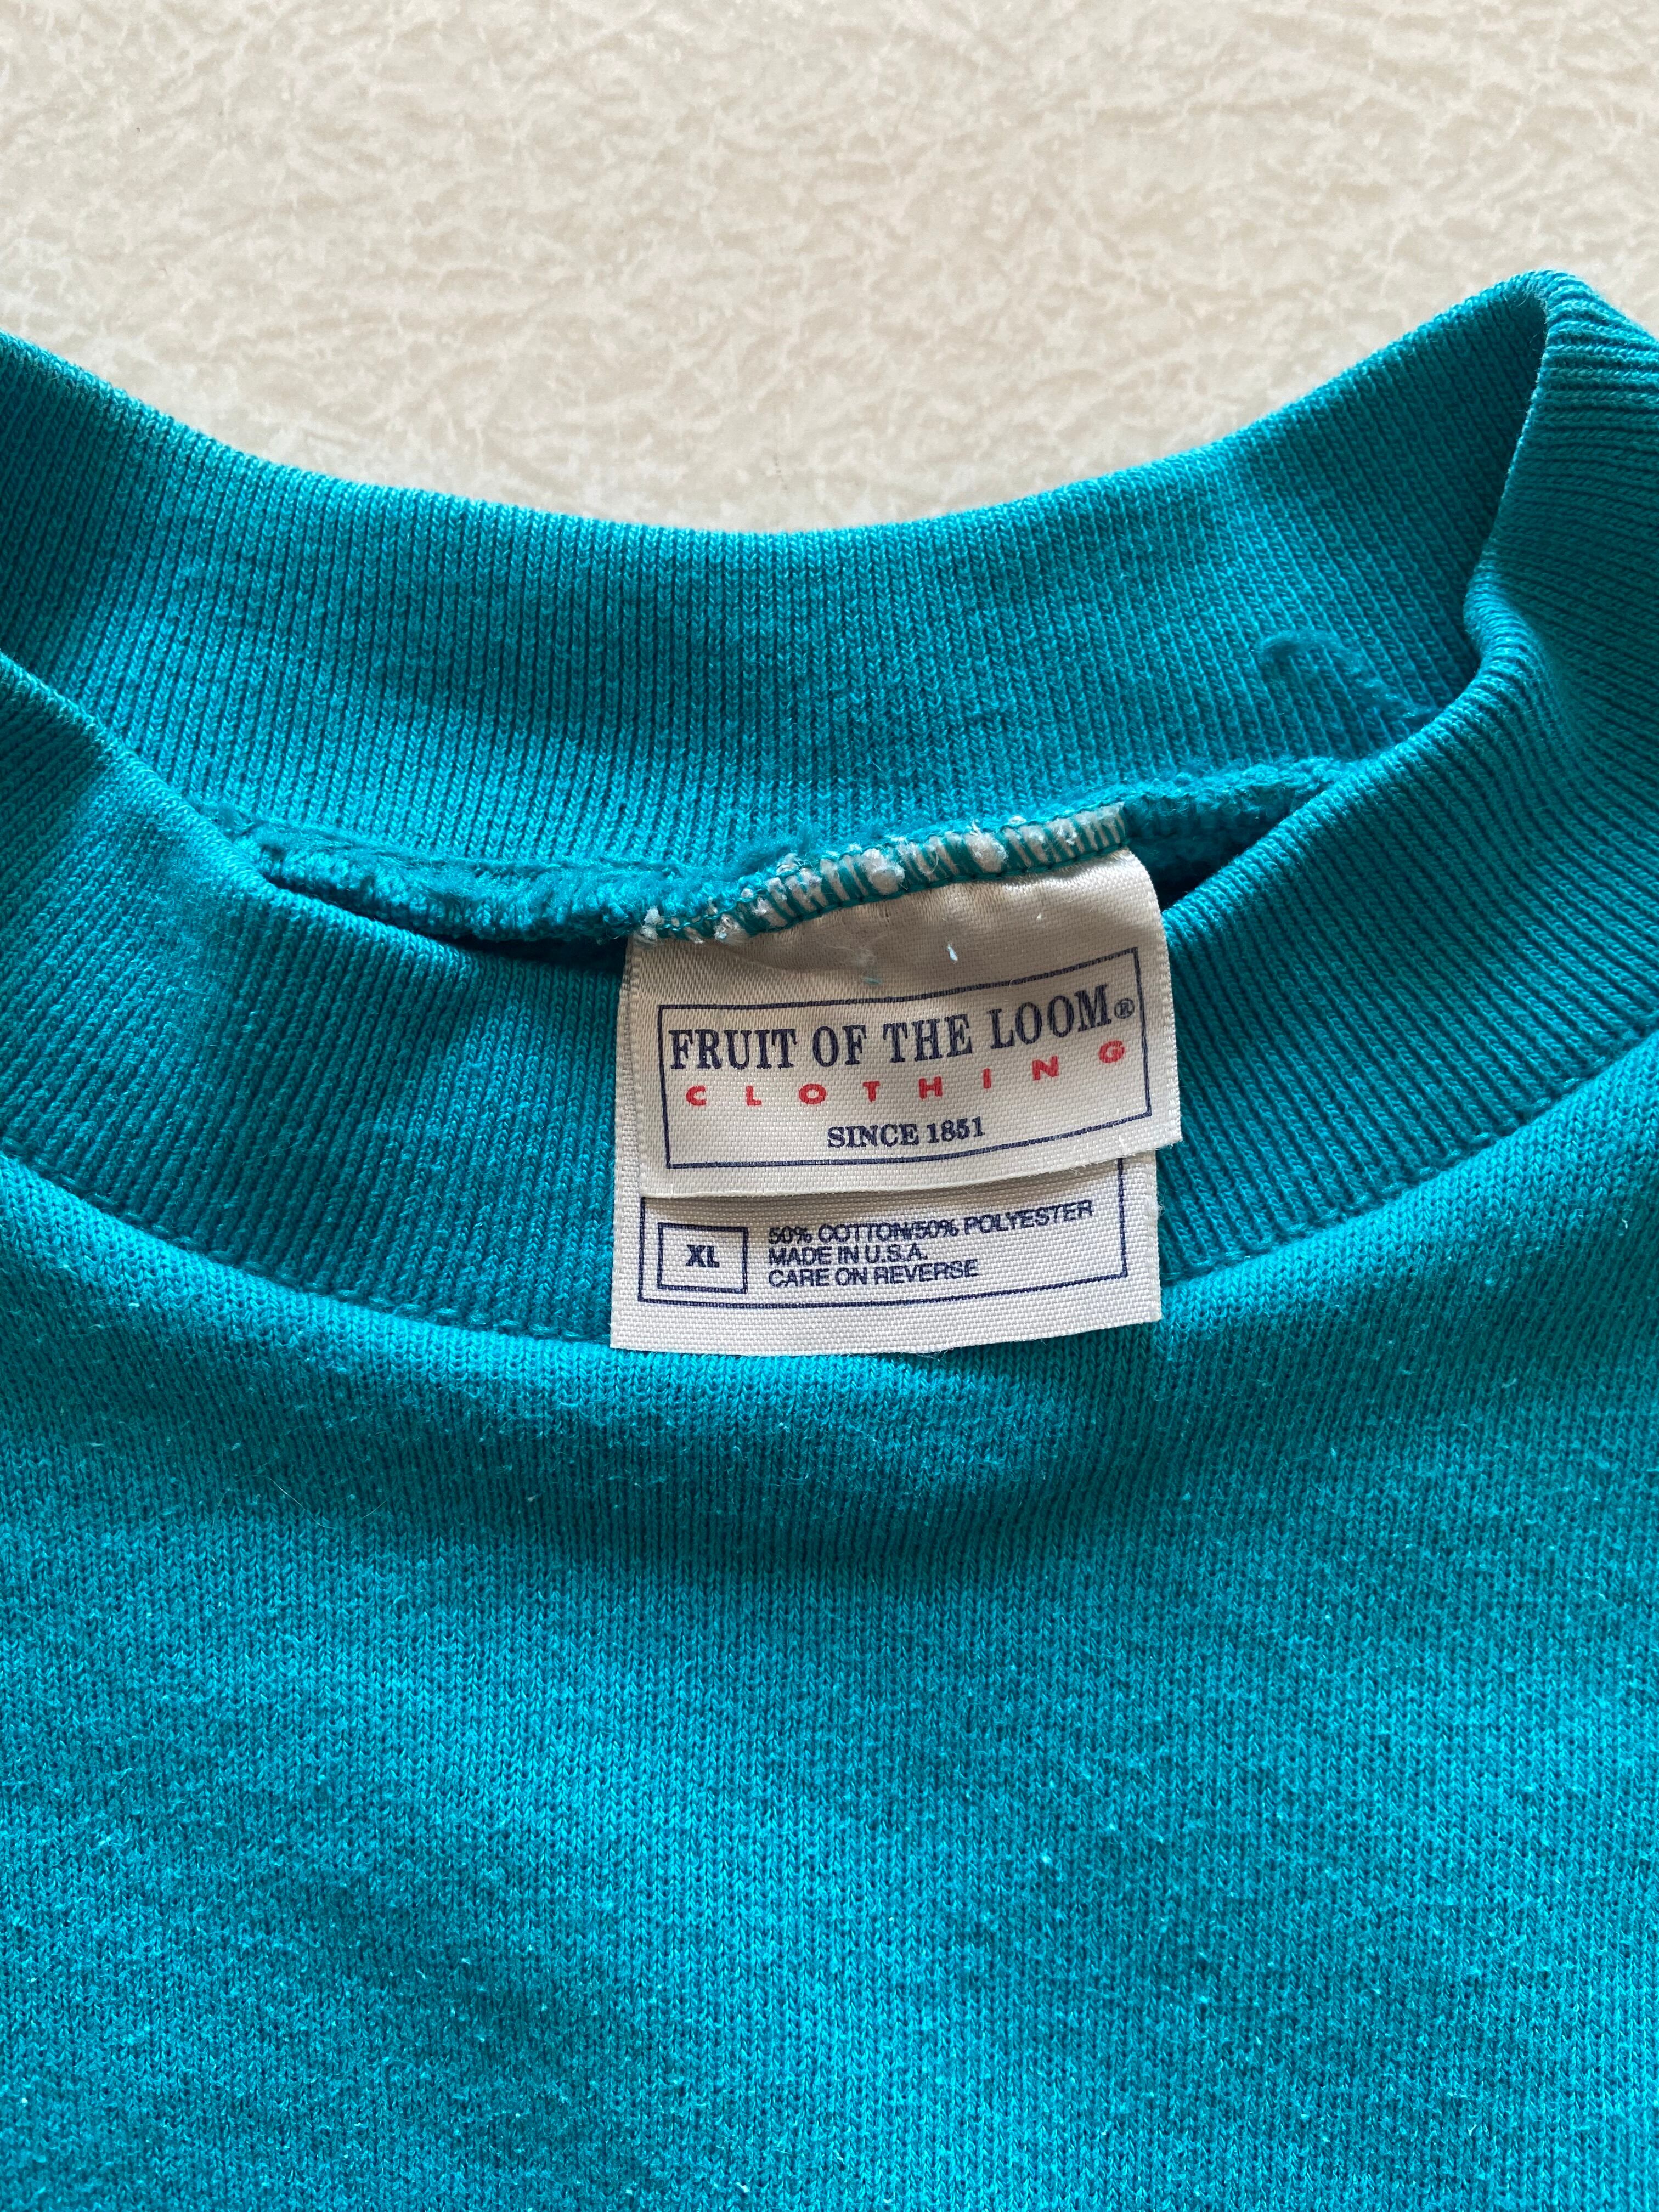 FRUIT OF THE LOOM®
CLOTHING
SINCE 1851
XL
50% COTTON/50% POLYESTER
MADE IN U.S.A.
CARE ON REVERSE